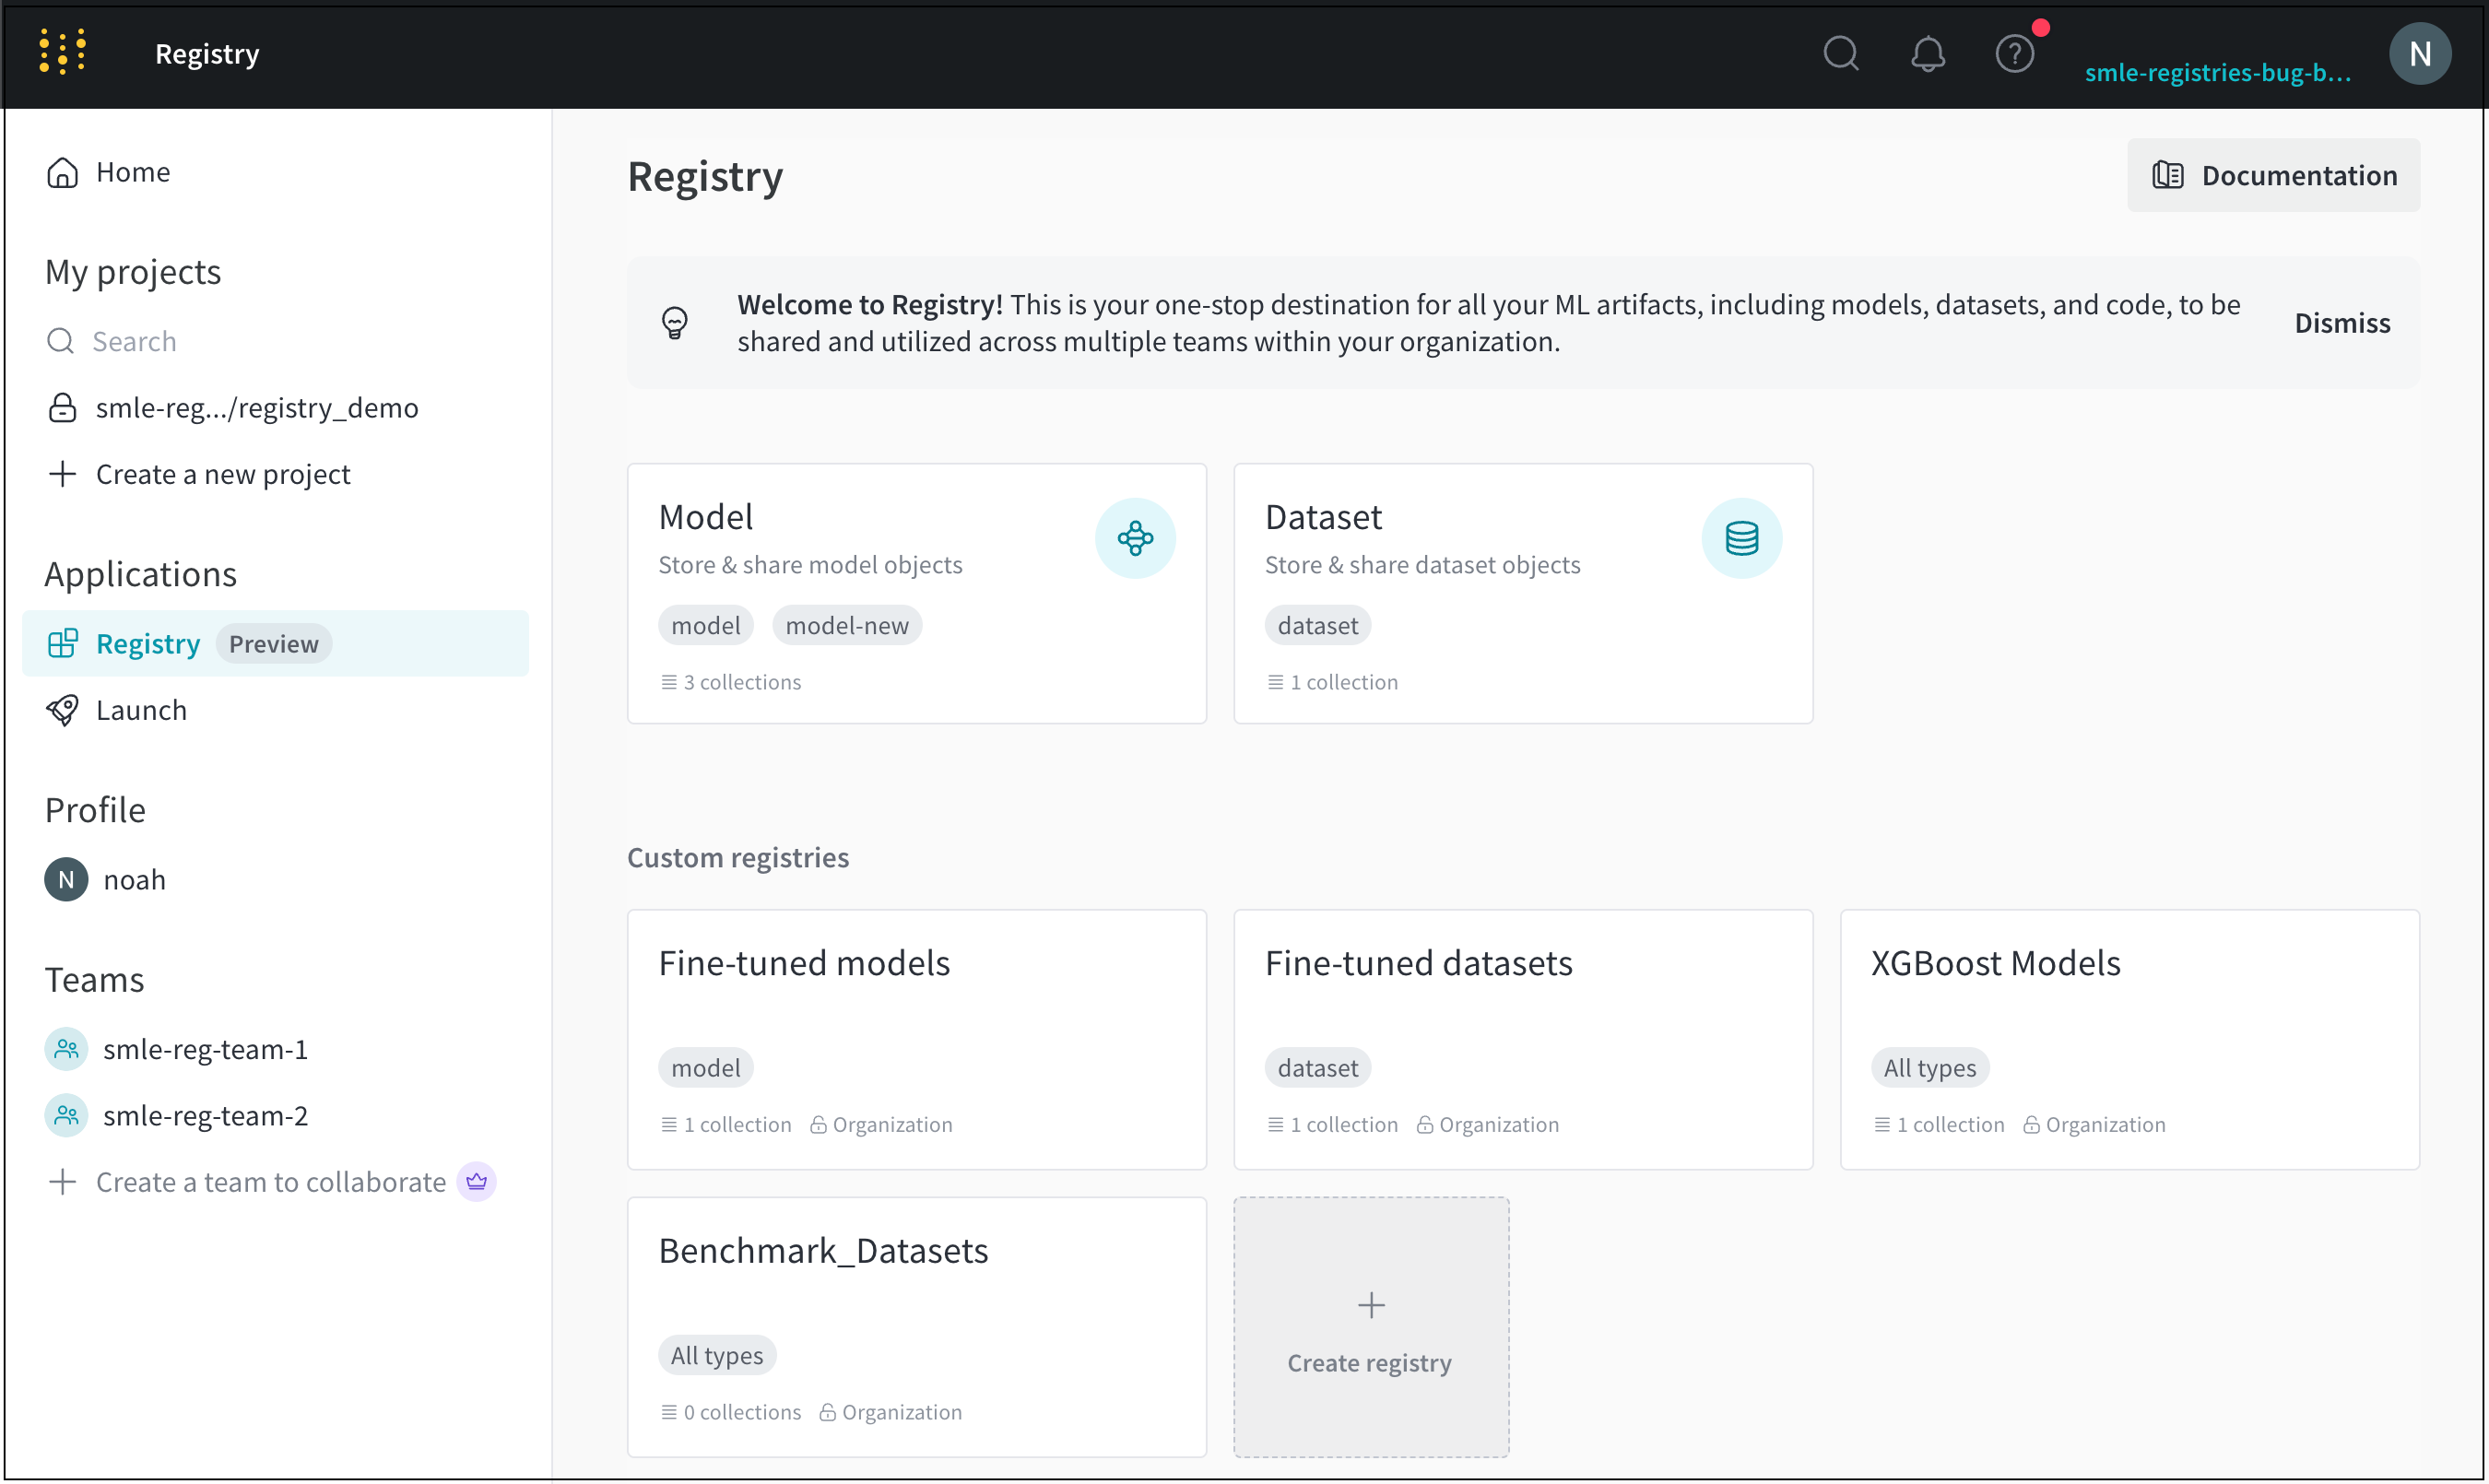 Registry
smle-registries-bug-b...
N
Home
My projects
Search
smle-reg.../registry_demo
Create a new project
Applications
Registry Preview
Launch
Profile
N noah
Teams
smle-reg-team-1
smle-reg-team-2
Create a team to collaborate
Registry
Documentation
Welcome to Registry! This is your one-stop destination for all your ML artifacts, including models, datasets, and code, to be
shared and utilized across multiple teams within your organization.
Dismiss
Model
Store & share model objects
model model-new
3 collections
Dataset
Store & share dataset objects
dataset
1 collection
Custom registries
Fine-tuned models
model
1 collection Organization
Fine-tuned datasets
dataset
1 collection Organization
XGBoost Models
All types
1 collection Organization
Benchmark_Datasets
All types
0 collections Organization
Create registry